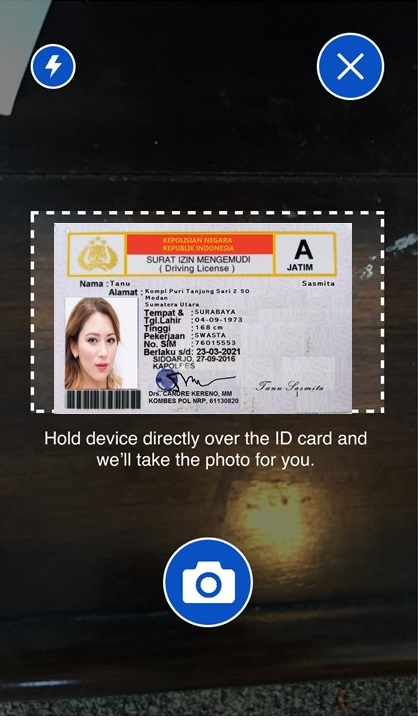 KEPOLISIAN NEGARA
REPUBLIK INDONESIA
SURAT IZIN MENGEMUDI
( Driving License )
A
JATIM
Nama : Tanu Sasmita
Alamat : Kompl Puri Tanjung Sari 2 50
Medan
Sumatera Utara
Tempat & : SURABAYA
Tgl.Lahir : 04-09-1973
Tinggi : 168 cm
Pekerjaan : SWASTA
No. SIM : 76015553
Berlaku s/d: 23-03-2021
SIDOARJO, 27-09-2016
KAPOLFES
Drs. CANDRE KERENO, MM
KOMBES POL NRP. 61130820
Tanu Sasmita
Hold device directly over the ID card and
we'll take the photo for you.